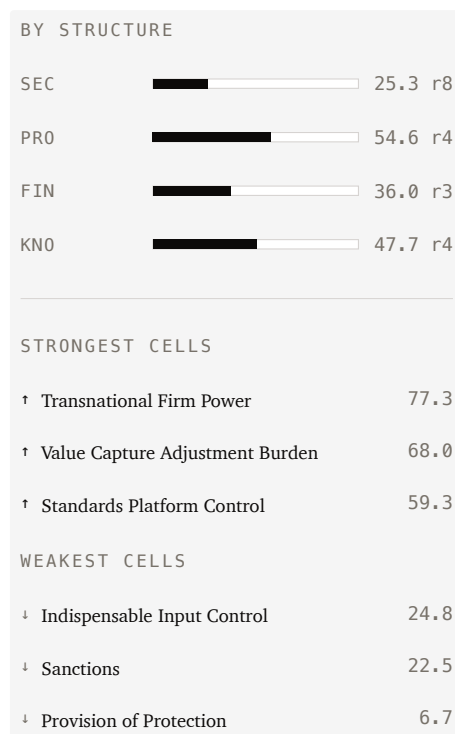 BY STRUCTURE
SEC 25.3 r8
PRO 54.6 r4
FIN 36.0 r3
KNO 47.7 r4
STRONGEST CELLS
↑ Transnational Firm Power 77.3
↑ Value Capture Adjustment Burden 68.0
↑ Standards Platform Control 59.3
WEAKEST CELLS
↓ Indispensable Input Control 24.8
↓ Sanctions 22.5
↓ Provision of Protection 6.7